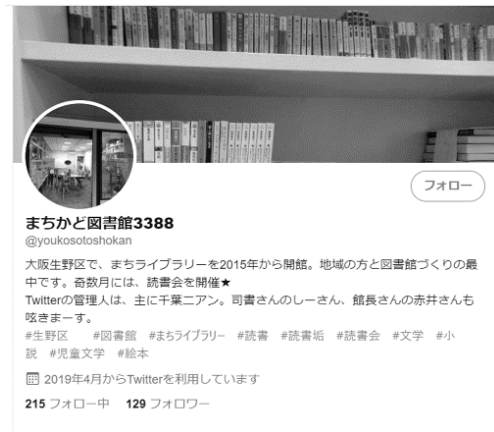 フォロー
まちかど図書館3388
@youkosotoshokan
大阪生野区で、まちライブラリーを2015年から開館。地域の方と図書館づくりの最
中です。奇数月には、読書会を開催★
Twitterの管理人は、主に千葉二アン。司書さんのしーさん、館長さんの赤井さんも
呟きまーす。
#生野区 #図書館 #まちライブラリー #読書 #読書垢 #読書会 #文学 #小
説 #児童文学 #絵本
2019年4月からTwitterを利用しています
215 フォロー中 129 フォロワー